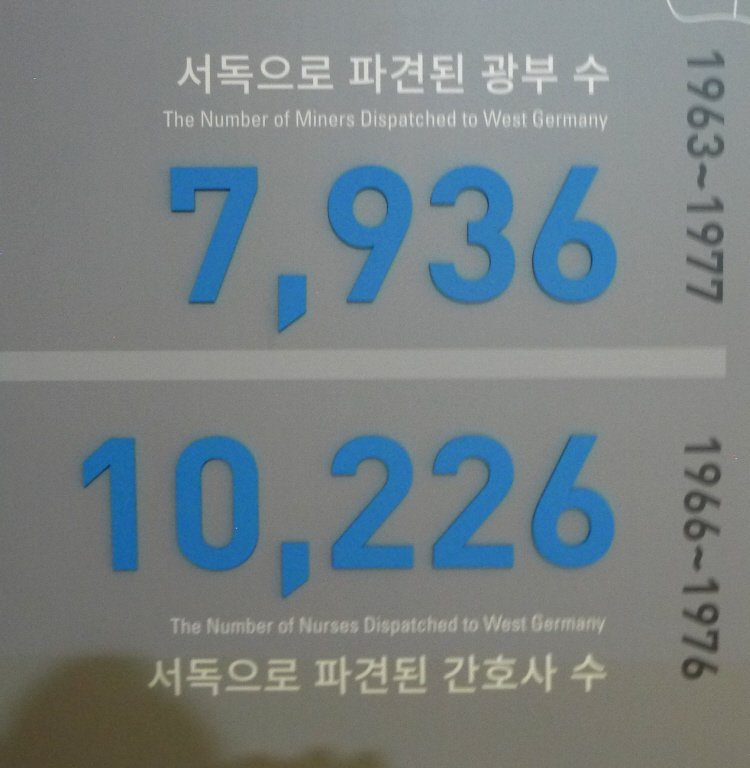 서독으로 파견된 광부 수
The Number of Miners Dispatched to West Germany
7,936
1963~1977
10,226
1966~1976
The Number of Nurses Dispatched to West Germany
서독으로 파견된 간호사 수